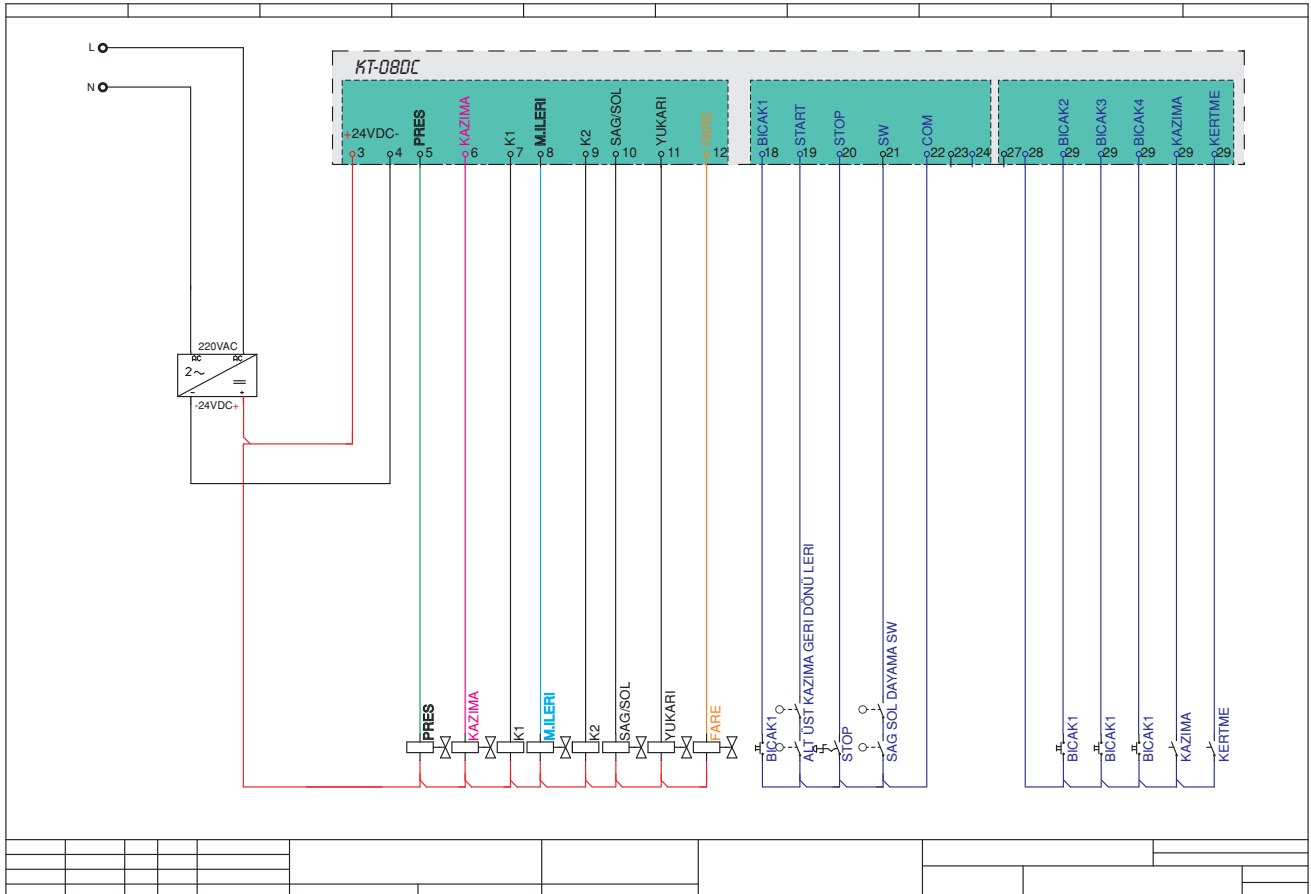 L
N
KT-08DC
+24VDC-
PRES
KAZIMA
K1
M.ILERI
K2
SAG/SOL
YUKARI
FARE
3
4
5
6
7
8
9
10
11
12
BICAK1
START
STOP
SW
COM
18
19
20
21
22
23
24
BICAK2
BICAK3
BICAK4
KAZIMA
KERTME
27
28
29
29
29
29
29
220VAC
AC
AC
2~
-
+
-24VDC+
PRES
KAZIMA
K1
M.ILERI
K2
SAG/SOL
YUKARI
FARE
BICAK1
ALT ÜST KAZIMA GERI DÖNÜ LERI
STOP
SAG SOL DAYAMA SW
BICAK1
BICAK1
BICAK1
KAZIMA
KERTME